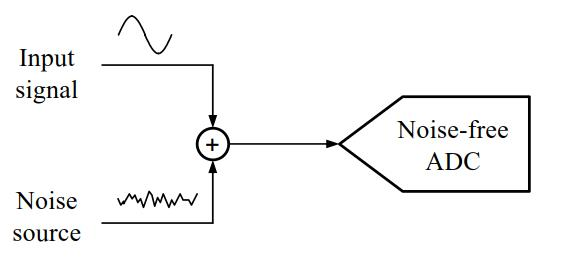 Input
signal
+
Noise-free
ADC
Noise
source